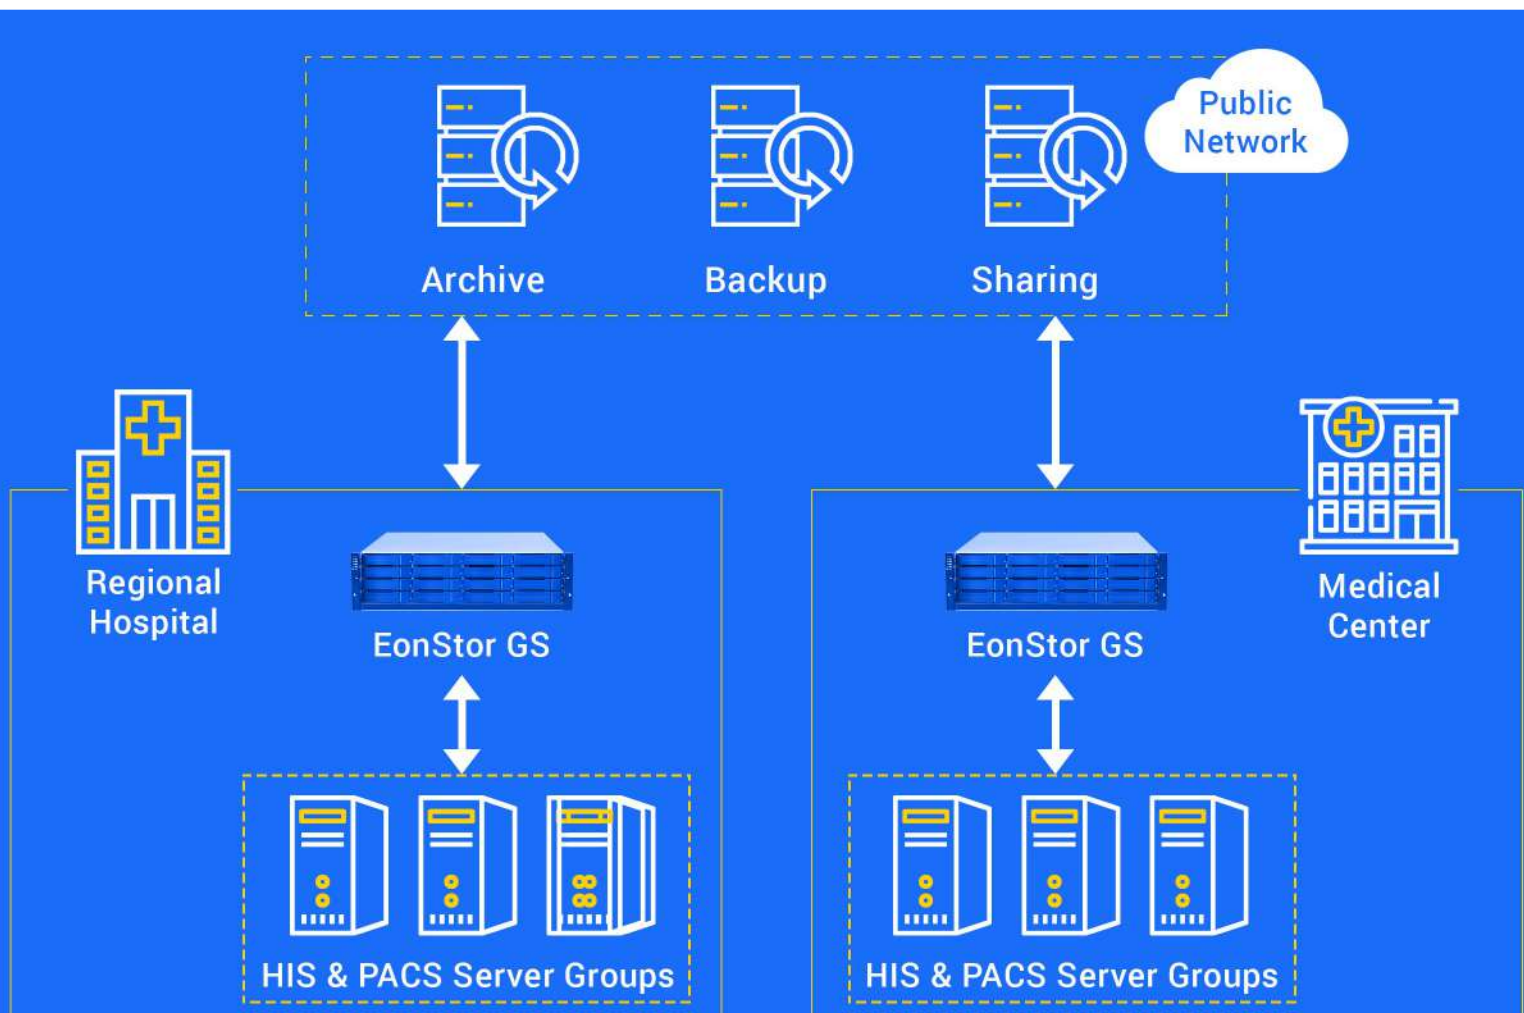 Public
Network
Archive
Backup
Sharing
Regional
Hospital
EonStor GS
EonStor GS
Medical
Center
HIS & PACS Server Groups
HIS & PACS Server Groups